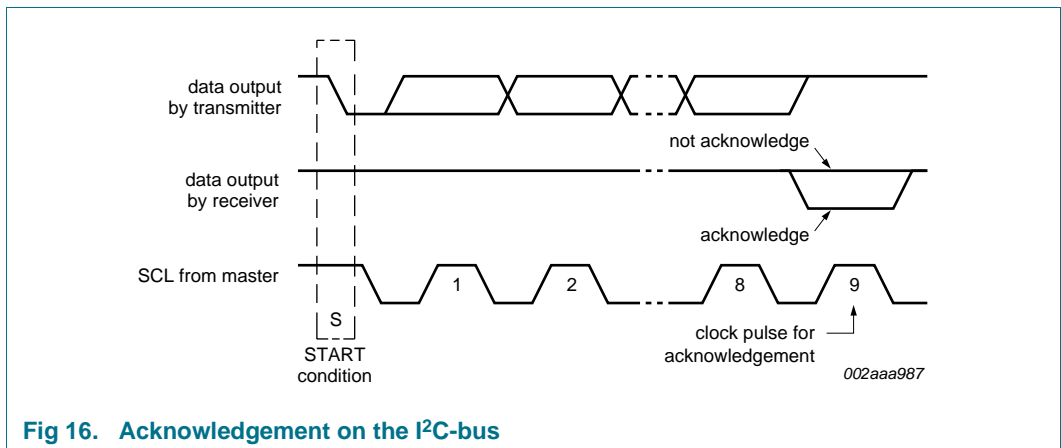 data output
by transmitter
not acknowledge
data output
by receiver
acknowledge
SCL from master
1
2
8
9
S
START
condition
clock pulse for
acknowledgement
002aaa987
Fig 16. Acknowledgement on the I²C-bus